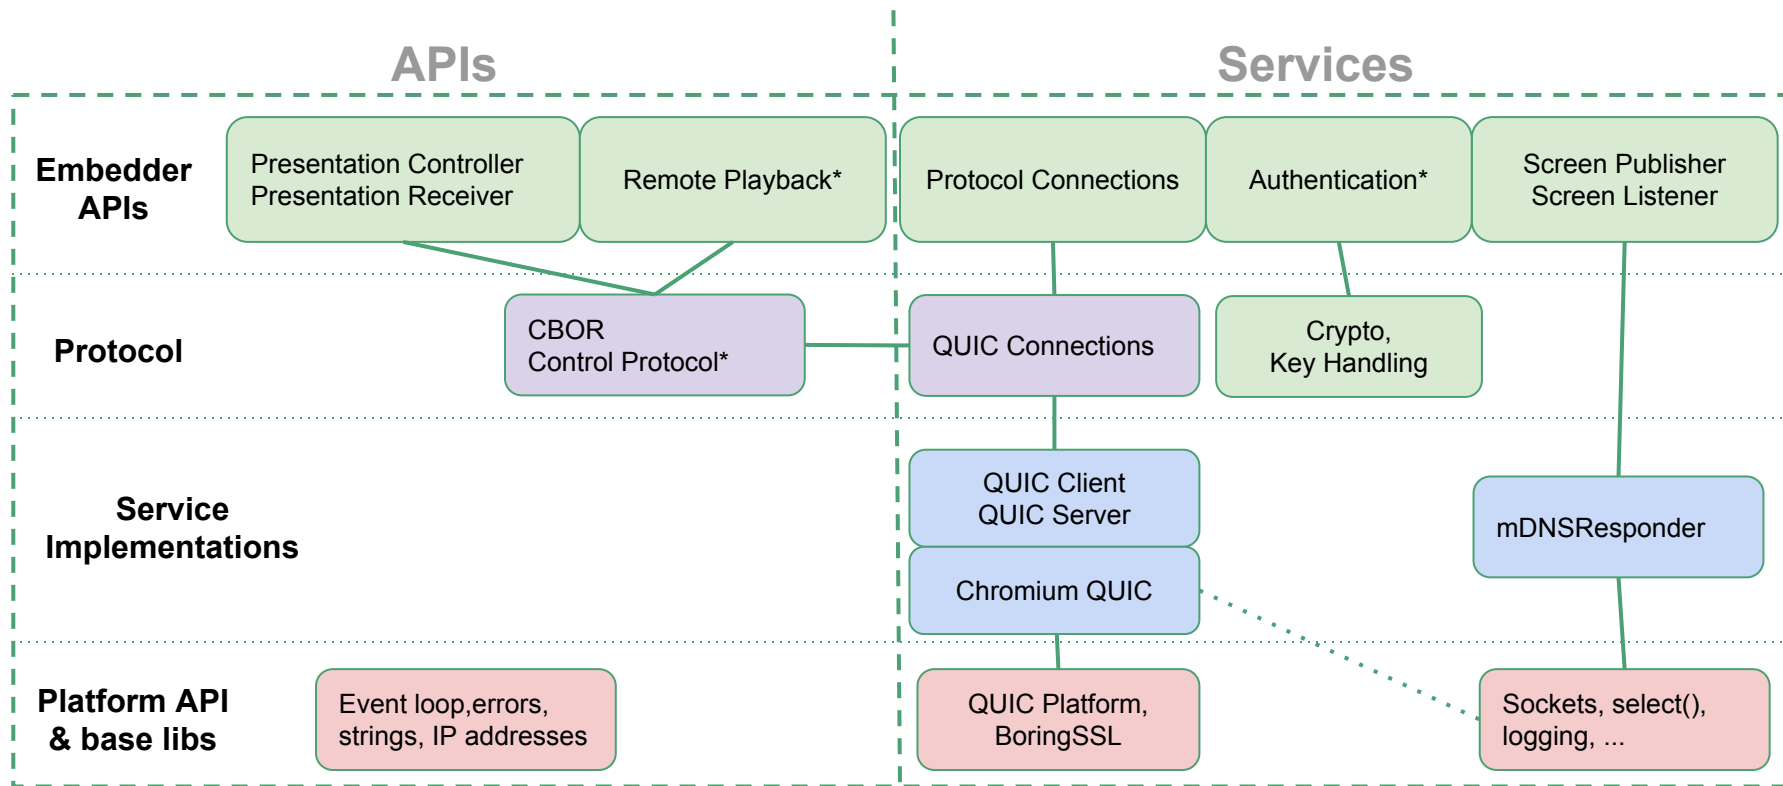 APIs
Services
Embedder
APIs
Presentation Controller
Presentation Receiver
Remote Playback*
Protocol Connections
Authentication*
Screen Publisher
Screen Listener
Protocol
CBOR
Control Protocol*
QUIC Connections
Crypto,
Key Handling
Service
Implementations
QUIC Client
QUIC Server
Chromium QUIC
mDNSResponder
Platform API
& base libs
Event loop,errors,
strings, IP addresses
QUIC Platform,
BoringSSL
Sockets, select(),
logging, ...